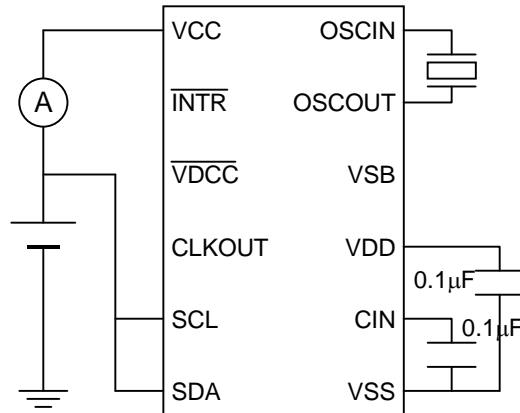 VCC
OSCIN
A
INTR
OSCOUT
VDCC
VSB
CLKOUT
VDD
0.1μF
SCL
CIN
0.1μF
SDA
VSS